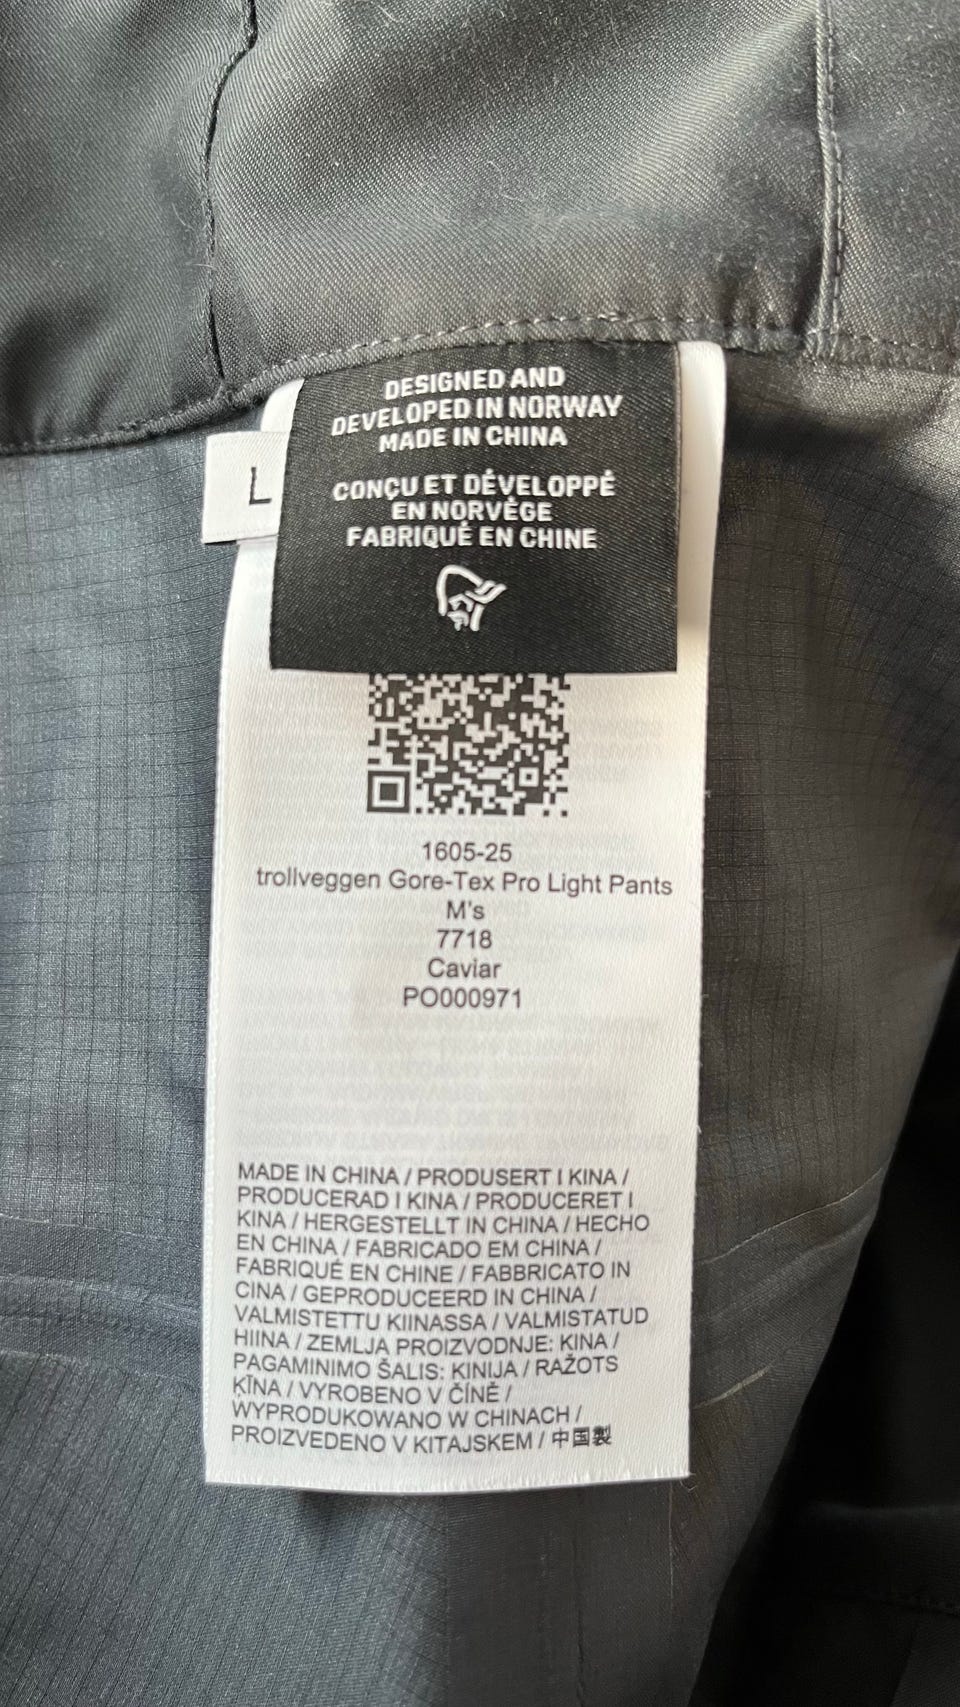 DESIGNED AND
DEVELOPED IN NORWAY
MADE IN CHINA
CONÇU ET DÉVELOPPÉ
EN NORVÈGE
FABRIQUÉ EN CHINE
L
1605-25
trollveggen Gore-Tex Pro Light Pants
M's
7718
Caviar
PO000971
MADE IN CHINA / PRODUSERT I KINA /
PRODUCERAD I KINA / PRODUCERET I
KINA / HERGESTELLT IN CHINA / HECHO
EN CHINA / FABRICADO EM CHINA /
FABRIQUÉ EN CHINE / FABBRICATO IN
CINA / GEPRODUCEERD IN CHINA /
VALMISTETTU KIINASSA / VALMISTATUD
HIINA / ZEMLJA PROIZVODNJE: KINA /
PAGAMINIMO ŠALIS: KINIJA / RAŽOTS
ĶĪNA / VYROBENO V ČÍNĚ /
WYPRODUKOWANO W CHINACH /
PROIZVEDENO V KITAJSKEM / 中国製